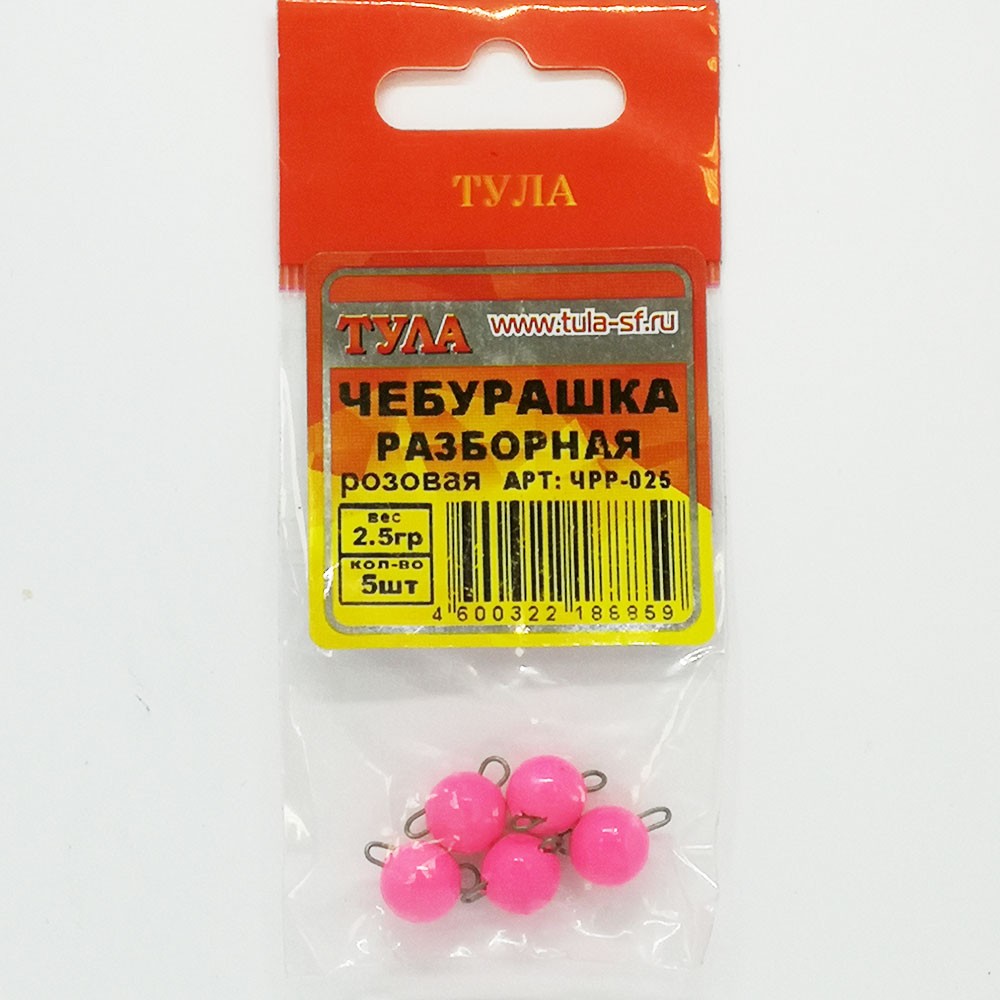 ТУЛА
ТУЛА www.tula-sf.ru
ЧЕБУРАШКА
РАЗБОРНАЯ
розовая АРТ: ЧРР-025
вес
2.5гр
кол-во
5шт
4 600322 188859